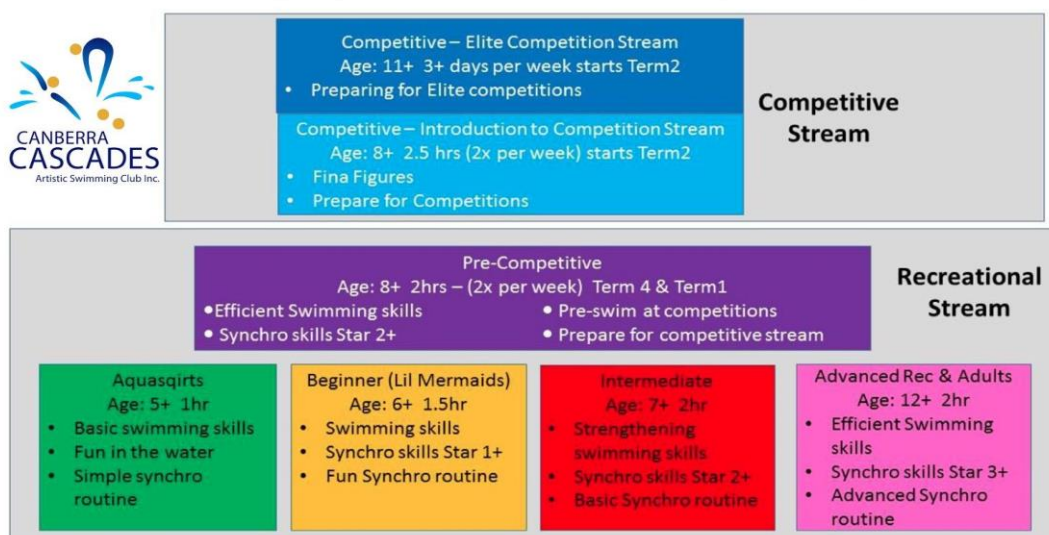 CANBERRA
CASCADES
Artistic Swimming Club Inc.
Competitive – Elite Competition Stream
Age: 11+ 3+ days per week starts Term2
• Preparing for Elite competitions
Competitive – Introduction to Competition Stream
Age: 8+ 2.5 hrs (2x per week) starts Term2
• Fina Figures
• Prepare for Competitions
Competitive
Stream
Recreational
Stream
Pre-Competitive
Age: 8+ 2hrs – (2x per week) Term 4 & Term1
•Efficient Swimming skills
• Synchro skills Star 2+
• Pre-swim at competitions
• Prepare for competitive stream
Aquasqirts
Age: 5+ 1hr
• Basic swimming skills
• Fun in the water
• Simple synchro
routine
Beginner (Lil Mermaids)
Age: 6+ 1.5hr
• Swimming skills
• Synchro skills Star 1+
• Fun Synchro routine
Intermediate
Age: 7+ 2hr
• Strengthening
swimming skills
• Synchro skills Star 2+
• Basic Synchro routine
Advanced Rec & Adults
Age: 12+ 2hr
• Efficient Swimming
skills
• Synchro skills Star 3+
• Advanced Synchro
routine